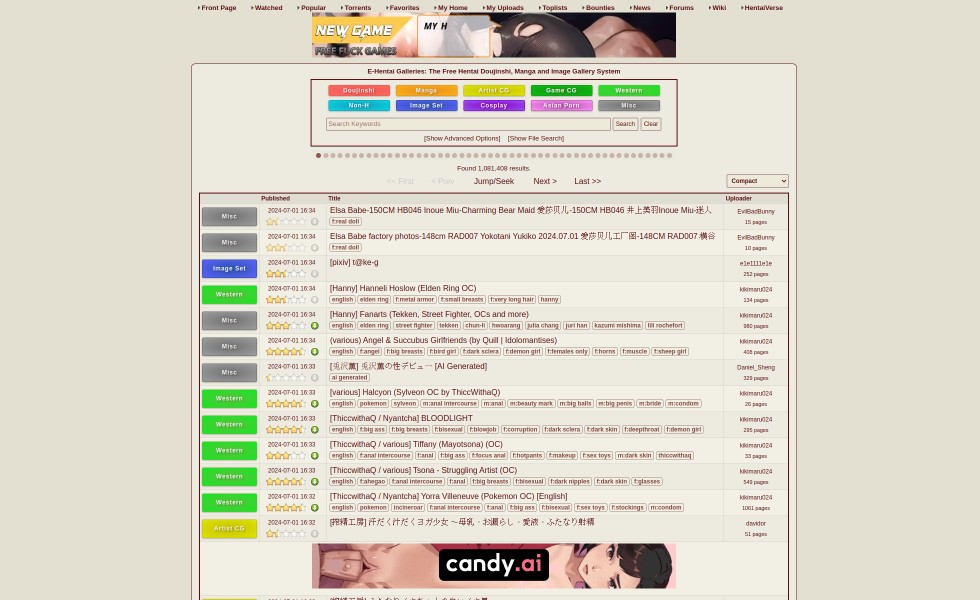 Front Page Watched Popular Torrents Favorites My Home My Uploads Toplists Bounties News Forums Wiki HentaiVerse
NEW GAME MY H
FREE FUCK GAMES
E-Hentai Galleries: The Free Hentai Doujinshi, Manga and Image Gallery System
Doujinshi Manga Artist CG Game CG Western
Non-H Image Set Cosplay Asian Porn Misc
Search Keywords Search Clear
[Show Advanced Options] [Show File Search]
Found 1,081,408 results.
<< First < Prev Jump/Seek Next > Last >> Compact
Published Title Uploader
Misc 2024-07-01 16:34 Elsa Babe-150CM HB046 Inoue Miu-Charming Bear Maid 爱莎贝儿-150CM HB046 井上美羽Inoue Miu-迷人 EvilBadBunny
f:real doll 15 pages
Misc 2024-07-01 16:34 Elsa Babe factory photos-148cm RAD007 Yokotani Yukiko 2024.07.01 爱莎贝儿工厂图-148CM RAD007 横谷 EvilBadBunny
f:real doll 10 pages
Image Set 2024-07-01 16:34 [pixiv] t@ke-g e1e1111e1e
252 pages
Western 2024-07-01 16:34 [Hanny] Hanneli Hoslow (Elden Ring OC) kikimaru024
english elden ring f:metal armor f:small breasts f:very long hair hanny 134 pages
Misc 2024-07-01 16:34 [Hanny] Fanarts (Tekken, Street Fighter, OCs and more) kikimaru024
english elden ring street fighter tekken chun-li hwoarang julia chang juri han kazumi mishima lili rochefort 980 pages
Misc 2024-07-01 16:34 (various) Angel & Succubus Girlfriends (by Quill | Idolomantises) kikimaru024
english f:angel f:big breasts f:bird girl f:dark sclera f:demon girl f:females only f:horns f:muscle f:sheep girl 408 pages
Misc 2024-07-01 16:33 [兎沢薫] 兎沢薫の性デビュー [AI Generated] Daniel_Sheng
ai generated 329 pages
Western 2024-07-01 16:33 [various] Halcyon (Sylveon OC by ThiccWithaQ) kikimaru024
english pokemon sylveon m:anal intercourse m:anal m:beauty mark m:big balls m:big penis m:bride m:condom 26 pages
Western 2024-07-01 16:33 [ThiccwithaQ / Nyantcha] BLOODLIGHT kikimaru024
english f:big ass f:big breasts f:bisexual f:blowjob f:corruption f:dark sclera f:dark skin f:deepthroat f:demon girl 295 pages
Western 2024-07-01 16:33 [ThiccwithaQ / various] Tiffany (Mayotsona) (OC) kikimaru024
english f:anal intercourse f:anal f:big ass f:focus anal f:hotpants f:makeup f:sex toys m:dark skin thiccwithaq 33 pages
Western 2024-07-01 16:33 [ThiccwithaQ / various] Tsona - Struggling Artist (OC) kikimaru024
english f:ahegao f:anal intercourse f:anal f:big breasts f:bisexual f:dark nipples f:dark skin f:glasses 549 pages
Western 2024-07-01 16:32 [ThiccwithaQ / Nyantcha] Yorra Villeneuve (Pokemon OC) [English] kikimaru024
english pokemon incineroar f:anal intercourse f:anal f:big ass f:bisexual f:sex toys f:stockings m:condom 1061 pages
Artist CG 2024-07-01 16:32 [搾精工房] 汗だく汁だくヨガ少女 ～母乳・お漏らし・愛液・ふたなり射精 davidor
51 pages
candy.ai